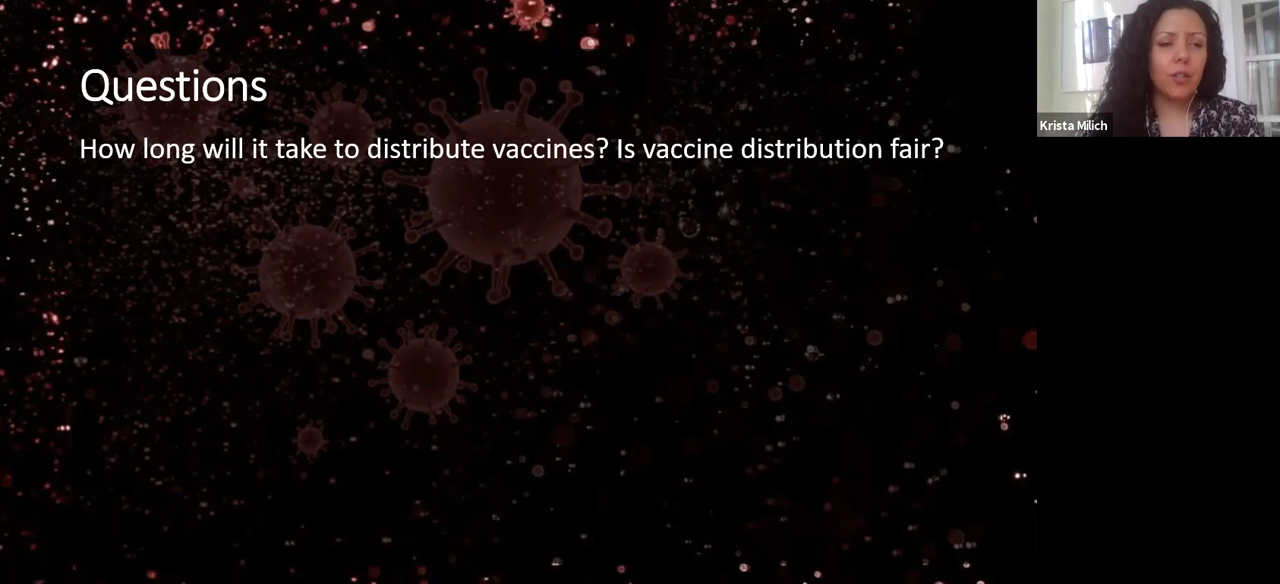 Questions
How long will it take to distribute vaccines? Is vaccine distribution fair?
Krista Milich